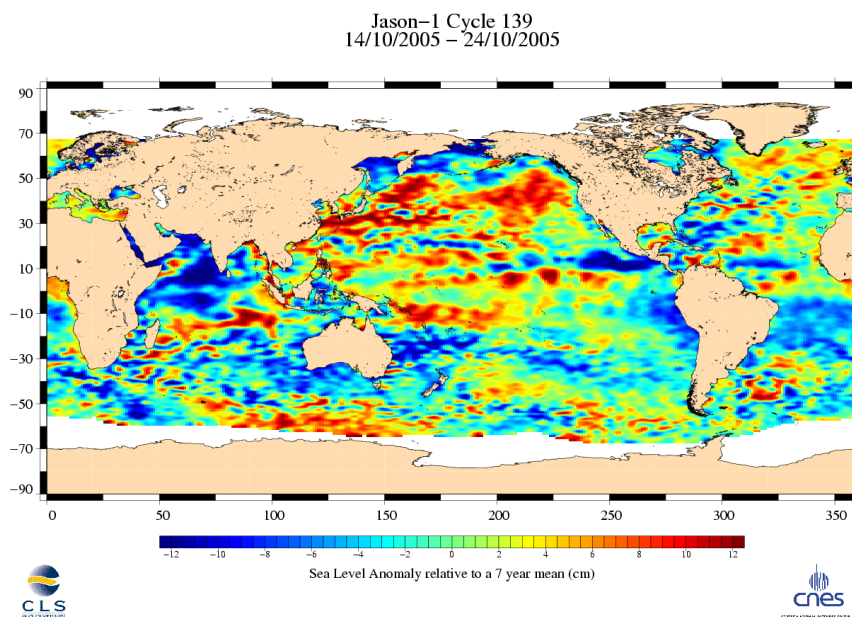 Jason-1 Cycle 139
14/10/2005 - 24/10/2005
90
70
50
30
10
-10
-30
-50
-70
-90
0 50 100 150 200 250 300 350
-12 -10 -8 -6 -4 -2 0 2 4 6 8 10 12
Sea Level Anomaly relative to a 7 year mean (cm)
CLS
cnes